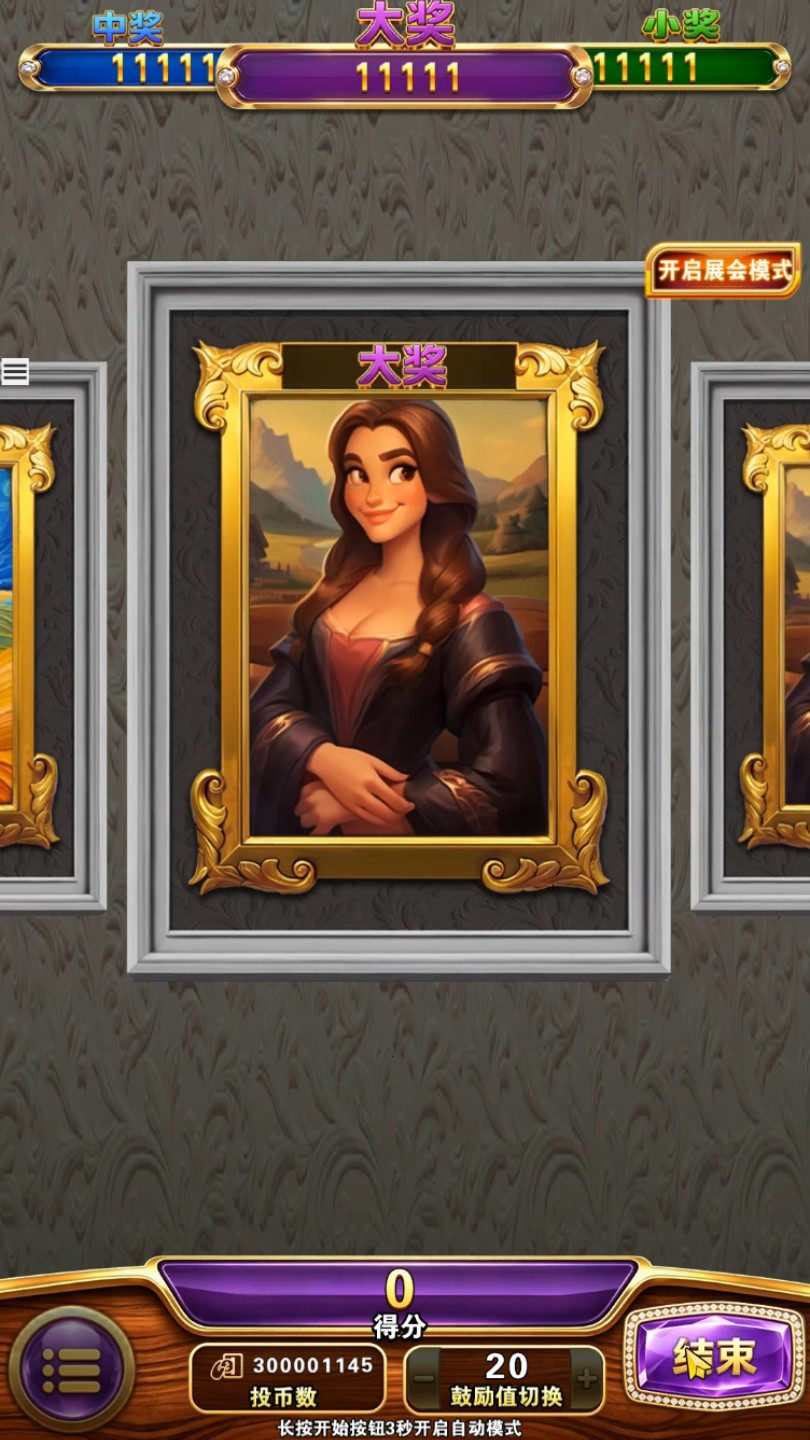 中奖 大奖 小奖
11111 11111 11111
开启展会模式
大奖
0
得分
300001145
投币数
20
鼓励值切换
结束
长按开始按钮3秒开启自动模式